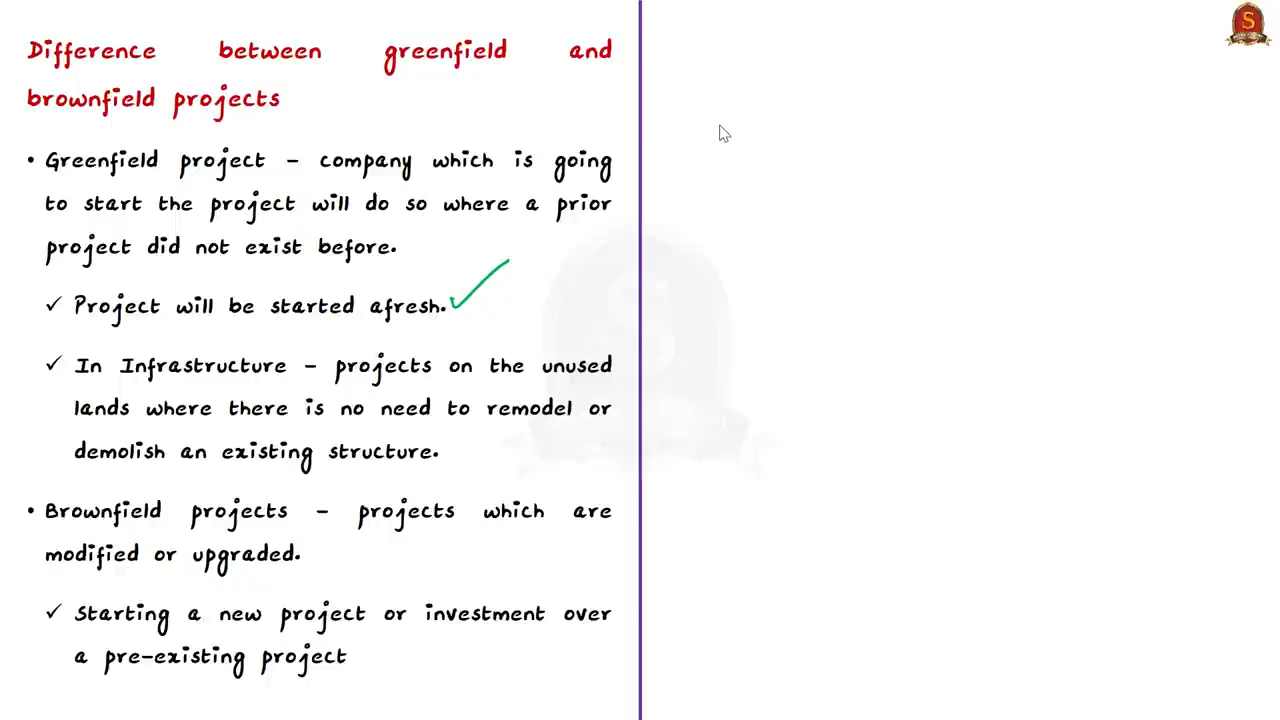 Difference between greenfield and
brownfield projects
• Greenfield project – company which is going
to start the project will do so where a prior
project did not exist before.
✓ Project will be started afresh.
✓ In Infrastructure – projects on the unused
lands where there is no need to remodel or
demolish an existing structure.
• Brownfield projects – projects which are
modified or upgraded.
✓ Starting a new project or investment over
a pre-existing project
S